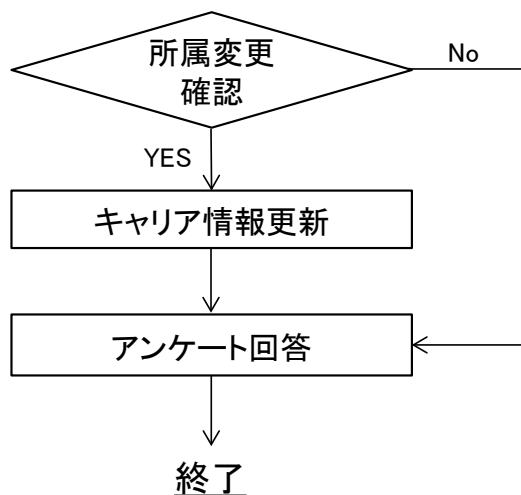 所属変更
確認
No
YES
キャリア情報更新
アンケート回答
終了